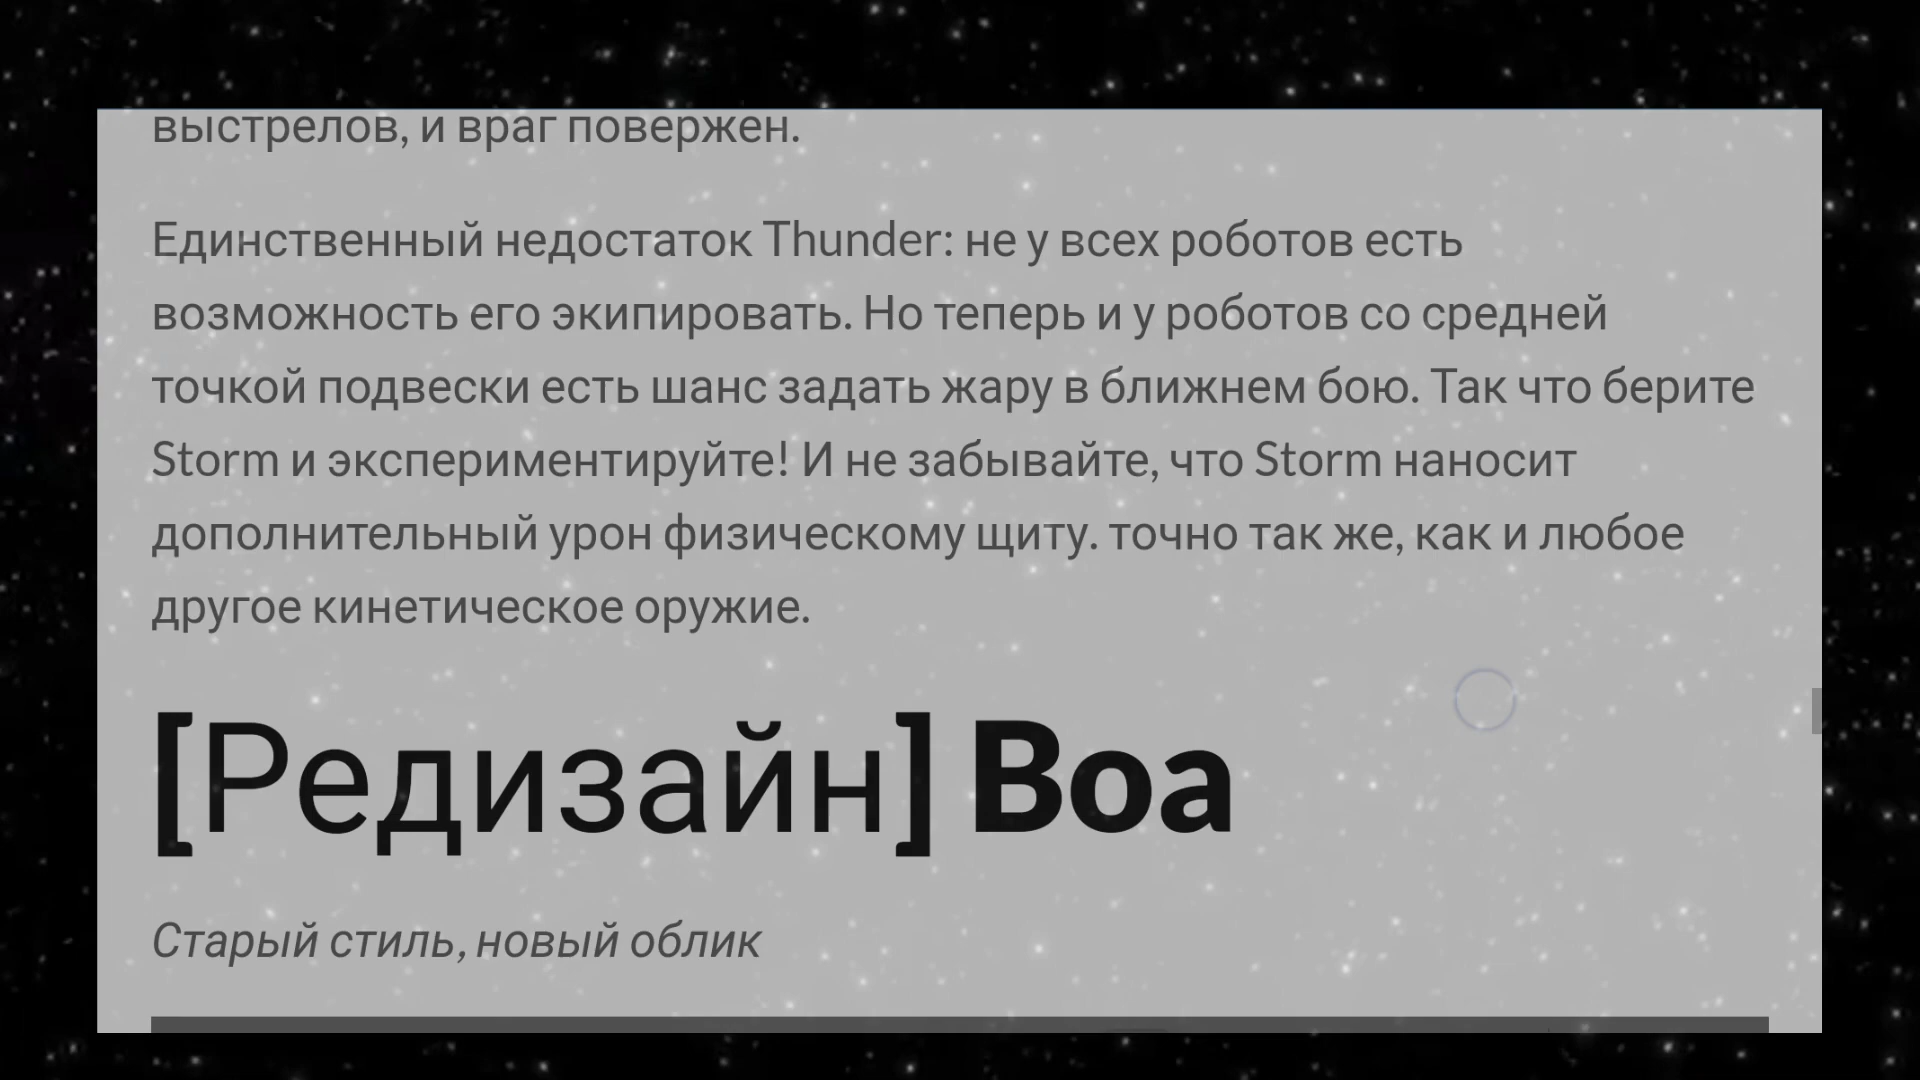 выстрелов, и враг повержен.
Единственный недостаток Thunder: не у всех роботов есть
возможность его экипировать. Но теперь и у роботов со средней
точкой подвески есть шанс задать жару в ближнем бою. Так что берите
Storm и экспериментируйте! И не забывайте, что Storm наносит
дополнительный урон физическому щиту. точно так же, как и любое
другое кинетическое оружие.
[Редизайн] Boa
Старый стиль, новый облик